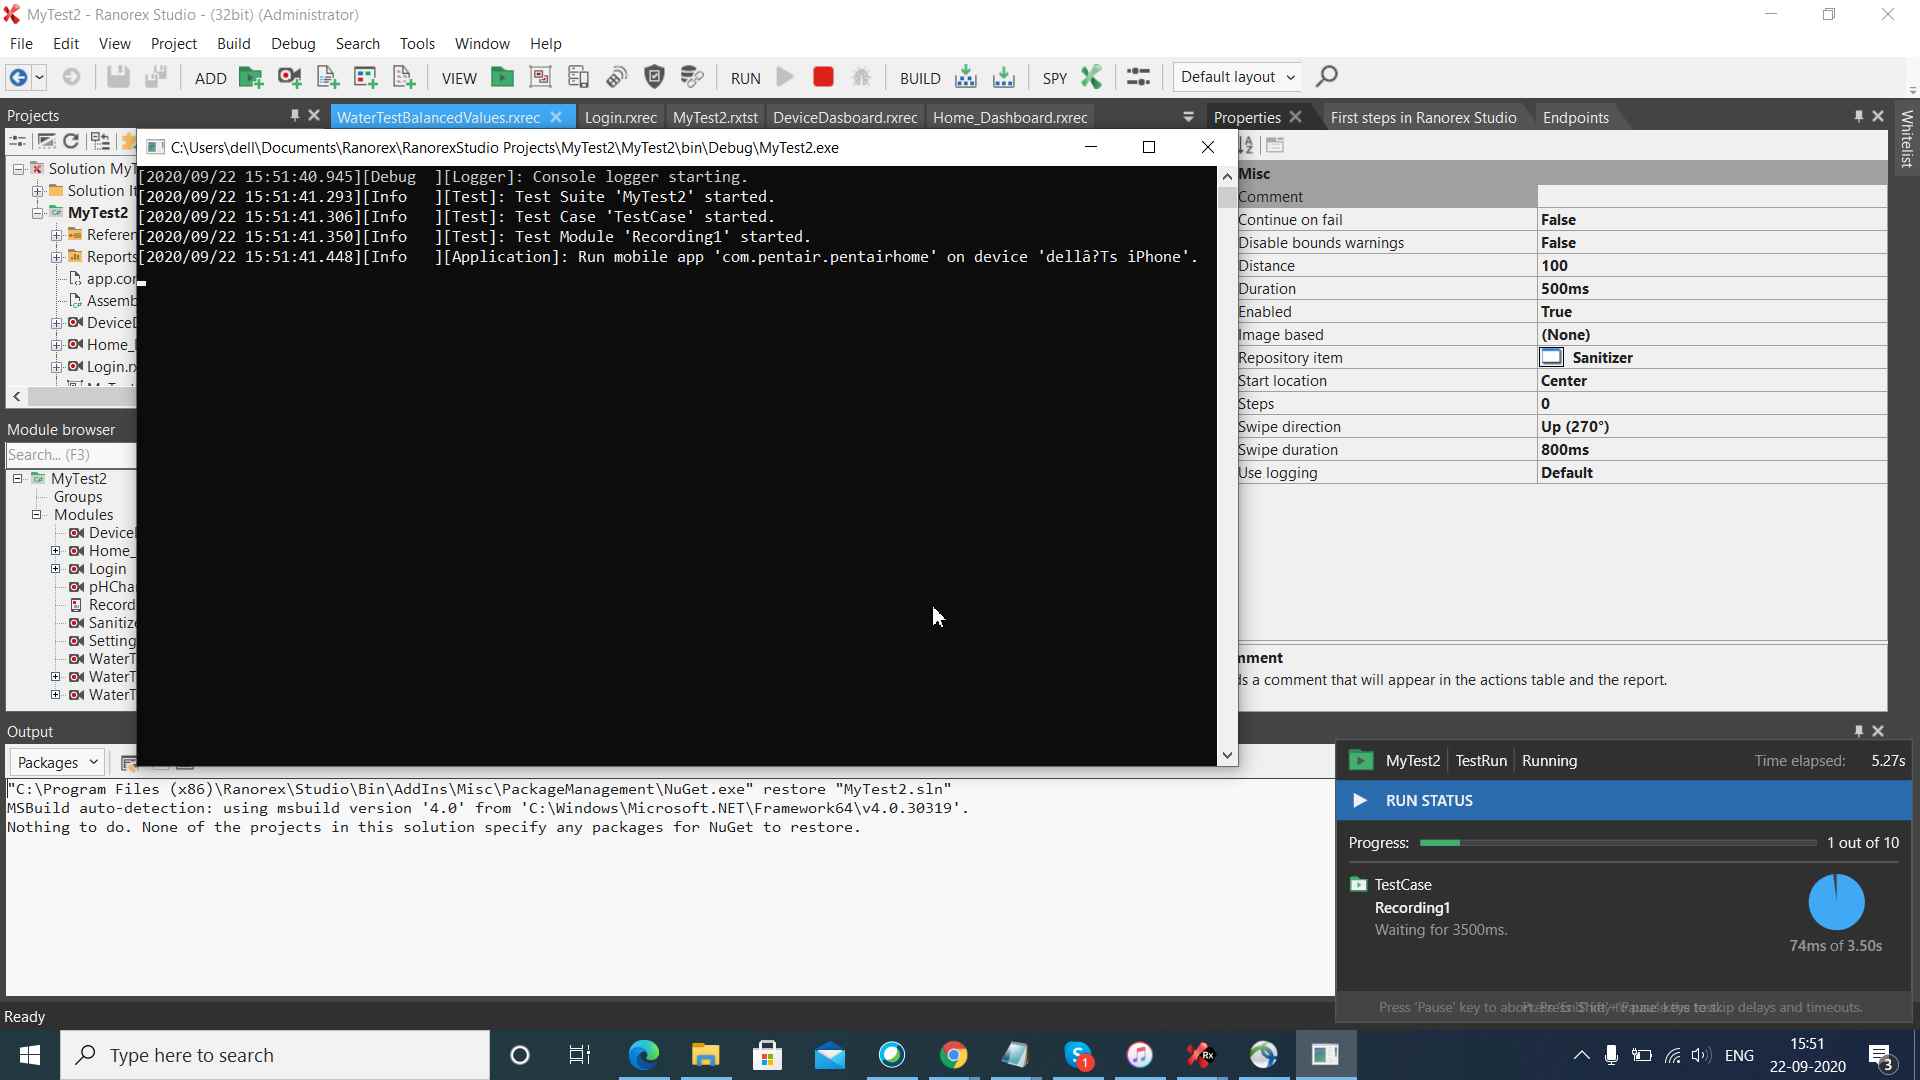 MyTest2 - Ranorex Studio - (32bit) (Administrator)
File Edit View Project Build Debug Search Tools Window Help
ADD VIEW RUN BUILD SPY Default layout
Projects
WaterTestBalancedValues.rxrec Login.rxrec MyTest2.rxtst DeviceDasboard.rxrec Home_Dashboard.rxrec
Properties First steps in Ranorex Studio Endpoints
Whitelist
Solution MyT
Solution It
MyTest2
Referen
Reports
app.cor
Assemb
DeviceD
Home_
Login.rx
C:\Users\dell\Documents\Ranorex\RanorexStudio Projects\MyTest2\MyTest2\bin\Debug\MyTest2.exe
[2020/09/22 15:51:40.945][Debug ][Logger]: Console logger starting.
[2020/09/22 15:51:41.293][Info ][Test]: Test Suite 'MyTest2' started.
[2020/09/22 15:51:41.306][Info ][Test]: Test Case 'TestCase' started.
[2020/09/22 15:51:41.350][Info ][Test]: Test Module 'Recording1' started.
[2020/09/22 15:51:41.448][Info ][Application]: Run mobile app 'com.pentair.pentairhome' on device 'dellâ?Ts iPhone'.
Misc
Comment
Continue on fail False
Disable bounds warnings False
Distance 100
Duration 500ms
Enabled True
Image based (None)
Repository item Sanitizer
Start location Center
Steps 0
Swipe direction Up (270°)
Swipe duration 800ms
Use logging Default
mment
ds a comment that will appear in the actions table and the report.
Module browser
Search... (F3)
MyTest2
Groups
Modules
Device
Home_
Login
pHCha
Record
Sanitize
Setting
WaterT
WaterT
WaterT
Output
Packages
"C:\Program Files (x86)\Ranorex\Studio\Bin\AddIns\Misc\PackageManagement\NuGet.exe" restore "MyTest2.sln"
MSBuild auto-detection: using msbuild version '4.0' from 'C:\Windows\Microsoft.NET\Framework64\v4.0.30319'.
Nothing to do. None of the projects in this solution specify any packages for NuGet to restore.
MyTest2 TestRun Running Time elapsed: 5.27s
RUN STATUS
Progress: 1 out of 10
TestCase
Recording1
Waiting for 3500ms.
74ms of 3.50s
Press 'Pause' key to abort
skip delays and timeouts.
Ready
Type here to search
1
Rx
ENG
15:51
22-09-2020
3